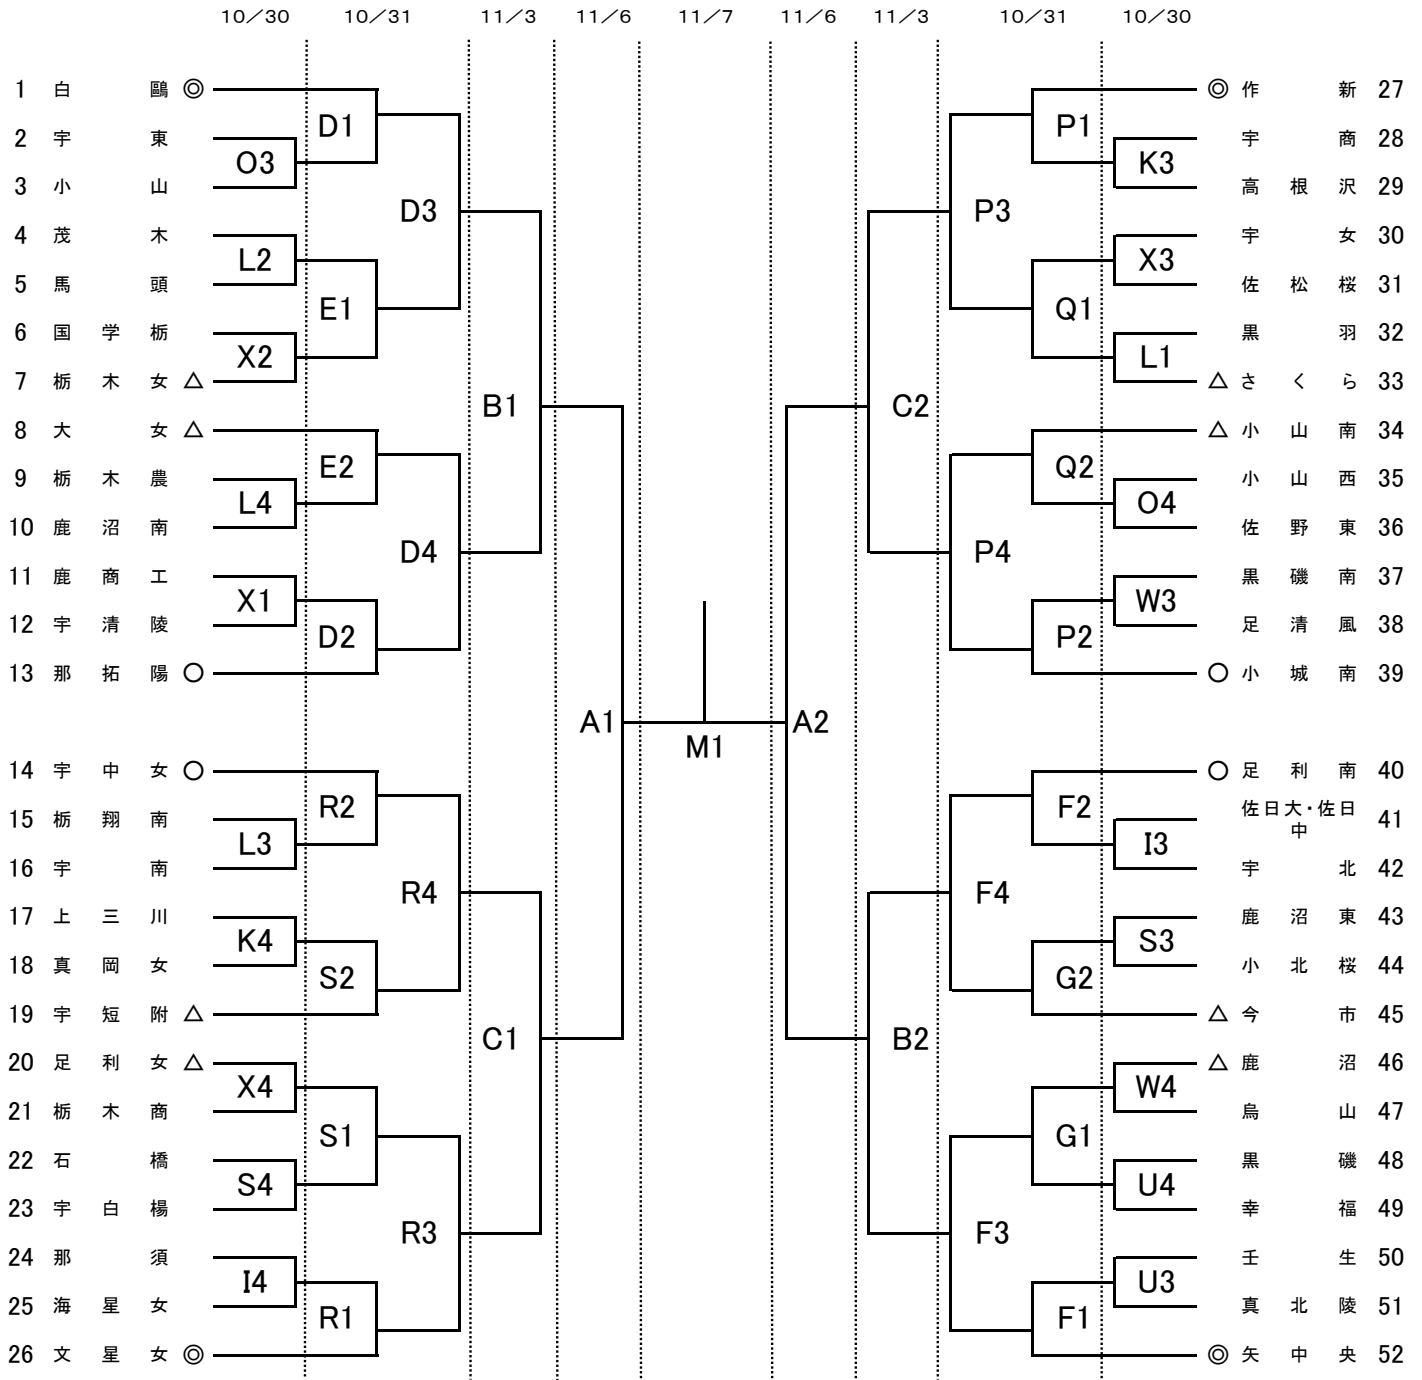 10／30 10／31 11／3 11／6 11／7 11／6 11／3 10／31 10／30
1 白鷗 ◎
2 宇東
3 小山
4 茂木
5 馬頭
6 国学栃
7 栃木女 △
8 大女 △
9 栃木農
10 鹿沼南
11 鹿商工
12 宇清陵
13 那拓陽 ○
14 宇中女 ○
15 栃翔南
16 宇南
17 上三川
18 真岡女
19 宇短附 △
20 足利女 △
21 栃木商
22 石橋
23 宇白楊
24 那須
25 海星女
26 文星女 ◎
O3
L2
X2
L4
X1
L3
K4
X4
S4
I4
D1
E1
E2
D2
R2
S2
S1
R1
D3
D4
R4
R3
B1
C1
A1
M1
A2
C2
B2
P3
P4
F4
F3
P1
Q1
Q2
P2
F2
G2
G1
F1
K3
X3
L1
O4
W3
I3
S3
W4
U4
U3
◎ 作新 27
宇商 28
高根沢 29
宇女 30
佐松桜 31
黒羽 32
△ さくら 33
△ 小山南 34
小山西 35
佐野東 36
黒磯南 37
足清風 38
○ 小城南 39
○ 足利南 40
佐日大・佐日
中 41
宇北 42
鹿沼東 43
小北桜 44
△ 今市 45
△ 鹿沼 46
烏山 47
黒磯 48
幸福 49
壬生 50
真北陵 51
◎ 矢中央 52